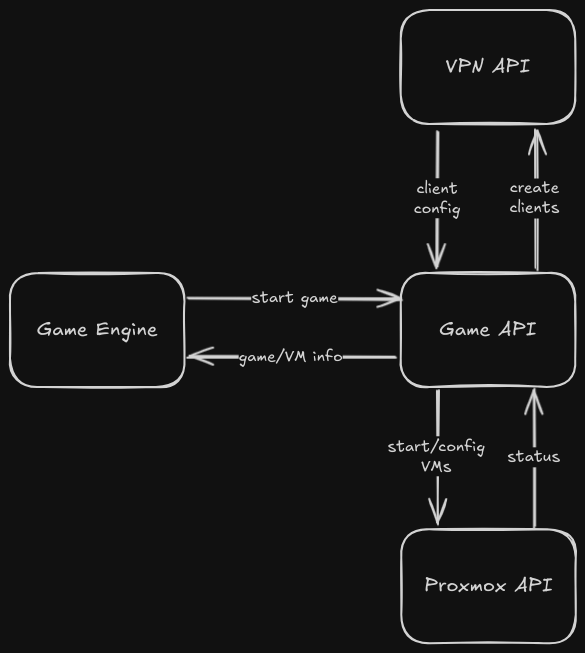 VPN API
client
config
create
clients
start game
Game Engine
Game API
game/VM info
start/config
VMs
status
Proxmox API